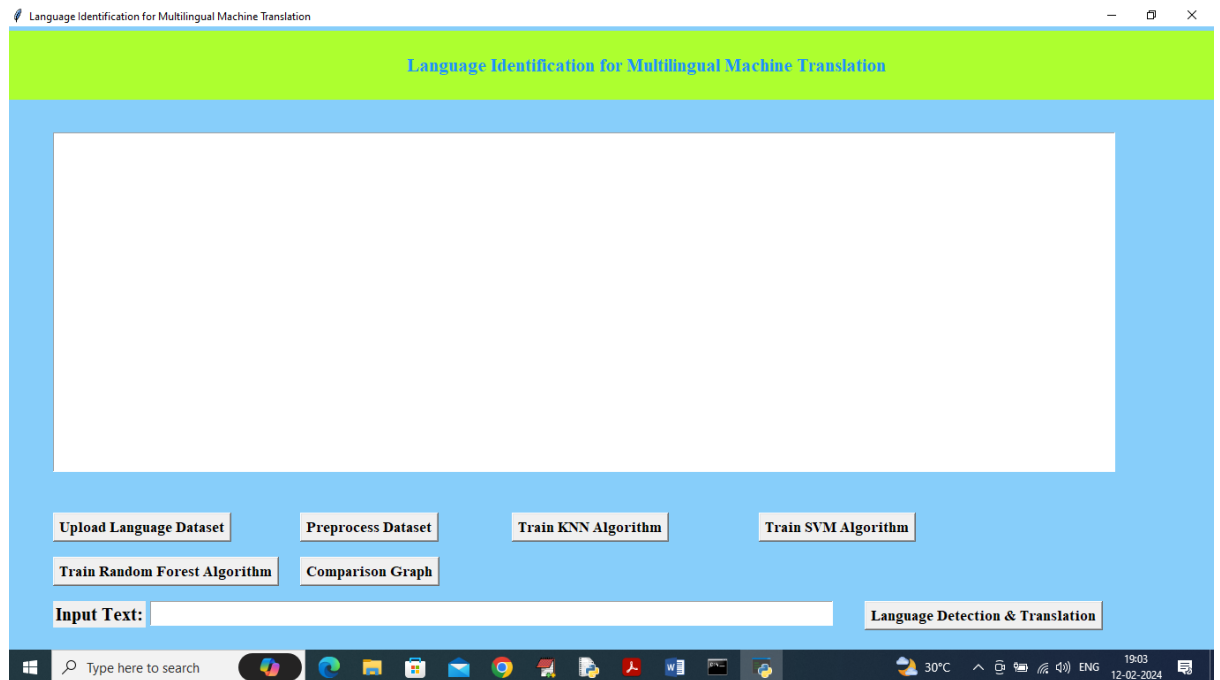 Language Identification for Multilingual Machine Translation
Language Identification for Multilingual Machine Translation
Upload Language Dataset Preprocess Dataset Train KNN Algorithm Train SVM Algorithm
Train Random Forest Algorithm Comparison Graph
Input Text: Language Detection & Translation
Type here to search 30°C ENG 19:03
12-02-2024